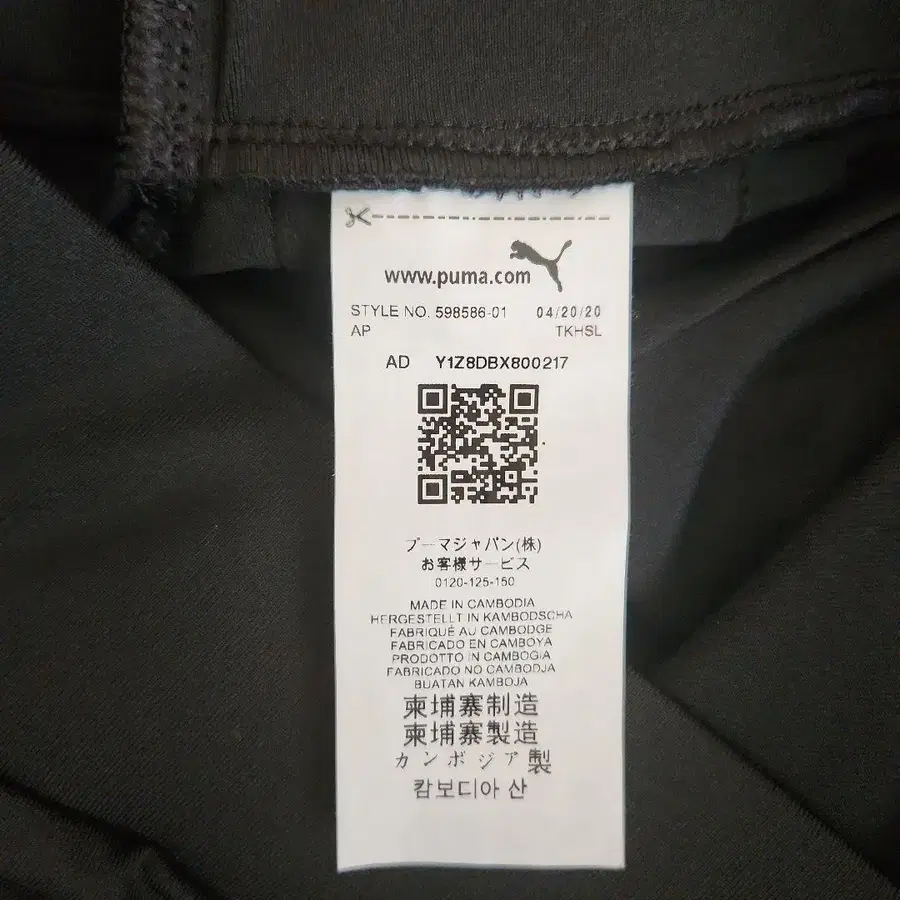 www.puma.com
STYLE NO. 598586-01 04/20/20
AP TKHSL
AD Y1Z8DBX800217
プーマジャパン(株)
お客様サービス
0120-125-150
MADE IN CAMBODIA
HERGESTELLT IN KAMBODSCHA
FABRIQUÉ AU CAMBODGE
FABRICADO EN CAMBOYA
PRODOTTO IN CAMBOGIA
FABRICADO NO CAMBODJA
BUATAN KAMBOJA
柬埔寨制造
柬埔寨製造
カンボジア製
캄보디아 산